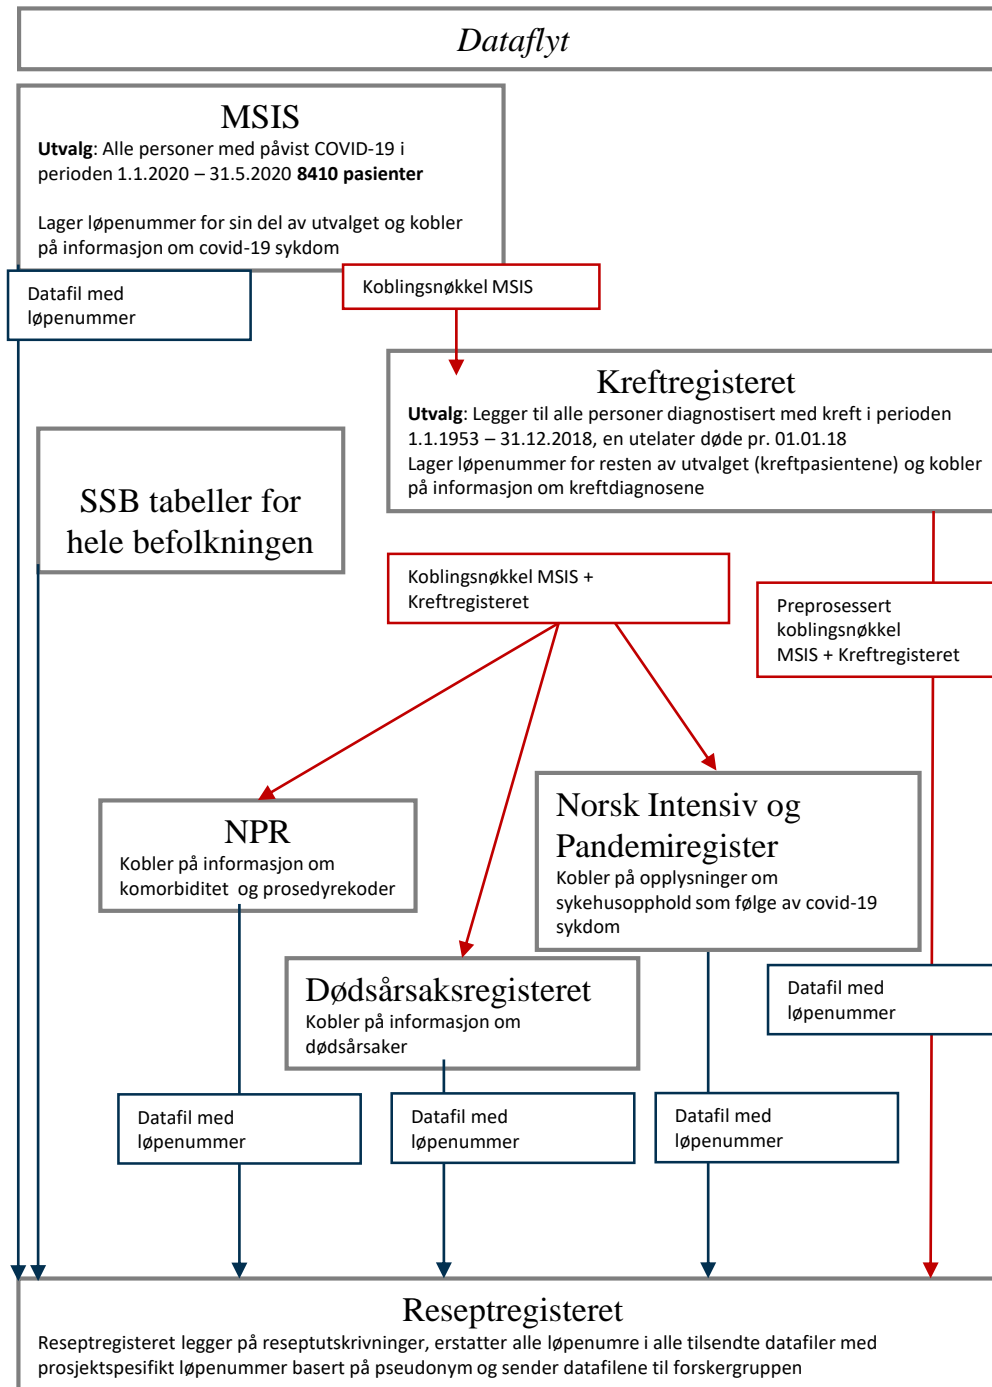 Dataflyt
MSIS
Utvalg: Alle personer med påvist COVID-19 i
perioden 1.1.2020 – 31.5.2020 8410 pasienter
Lager løpenummer for sin del av utvalget og kobler
på informasjon om covid-19 sykdom
Datafil med
løpenummer
Koblingsnøkkel MSIS
Kreftregisteret
Utvalg: Legger til alle personer diagnostisert med kreft i perioden
1.1.1953 – 31.12.2018, en utelater døde pr. 01.01.18
Lager løpenummer for resten av utvalget (kreftpasientene) og kobler
på informasjon om kreftdiagnosene
SSB tabeller for
hele befolkningen
Koblingsnøkkel MSIS +
Kreftregisteret
Preprosessert
koblingsnøkkel
MSIS + Kreftregisteret
NPR
Kobler på informasjon om
komorbiditet og prosedyrekoder
Norsk Intensiv og
Pandemiregister
Kobler på opplysninger om
sykehusopphold som følge av covid-19
sykdom
Dødsårsaksregisteret
Kobler på informasjon om
dødsårsaker
Datafil med
løpenummer
Datafil med
løpenummer
Datafil med
løpenummer
Datafil med
løpenummer
Reseptregisteret
Reseptregisteret legger på reseptutskrivninger, erstatter alle løpenumre i alle tilsendte datafiler med
prosjektspesifikt løpenummer basert på pseudonym og sender datafilene til forskergruppen